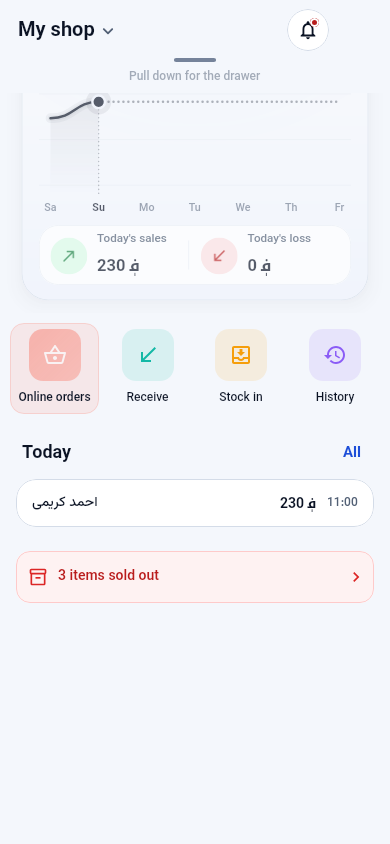 My shop
Pull down for the drawer
Sa Su Mo Tu We Th Fr
Today's sales
230 ؋
Today's loss
0 ؋
Online orders
Receive
Stock in
History
Today
All
احمد کریمی
230 ؋
11:00
3 items sold out